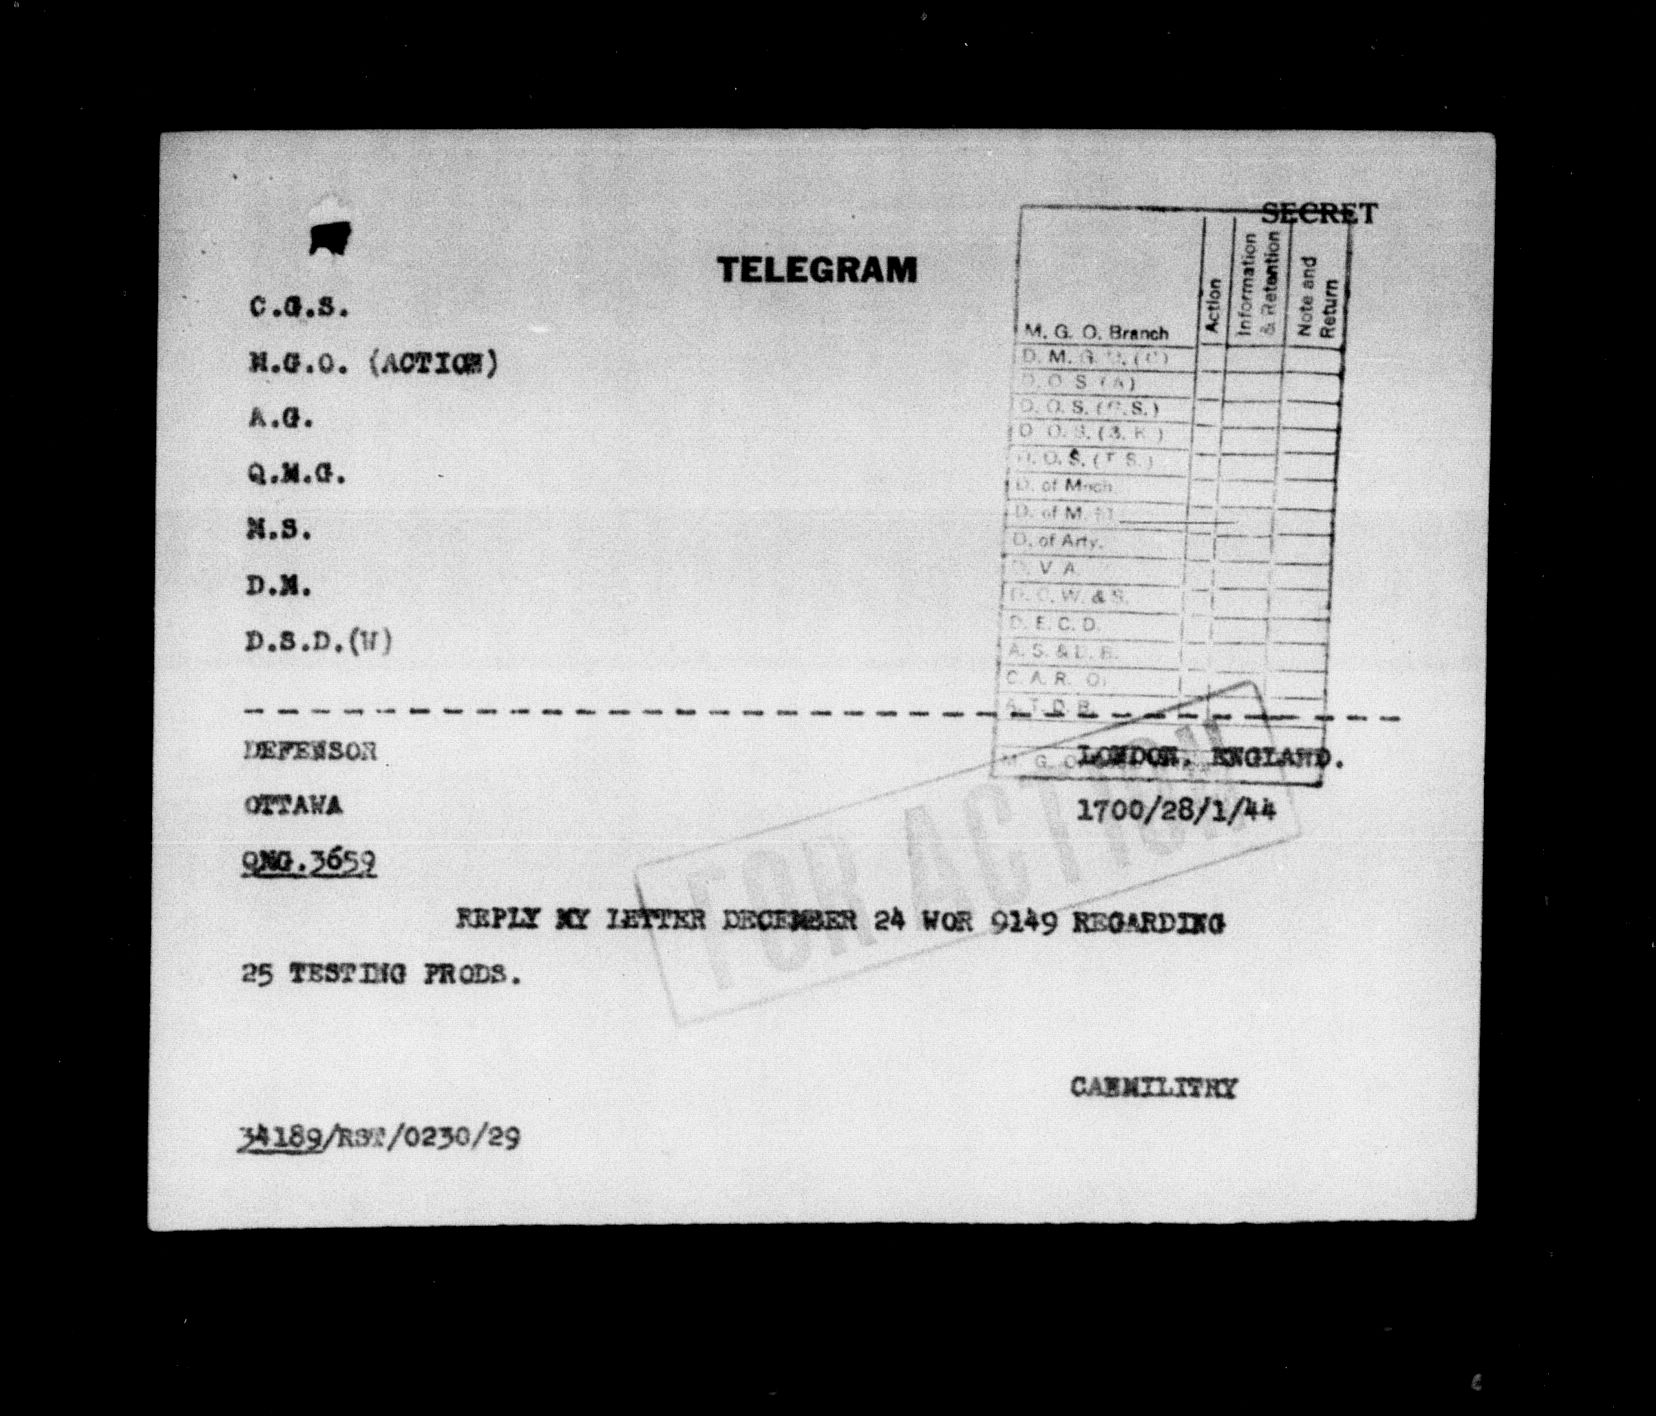 SECRET
TELEGRAM
C.G.S.
M.G.O. (ACTION)
A.G.
Q.M.G.
M.S.
D.M.
D.S.D.(W)
Action
Information & Retention
Note and Return
M. G. O. Branch
D. O. S. (A)
D. O. S. (T. S.)
D. of Mech
D. of M.
D. of Arty.
V. A.
D. E. C. D.
C. A. R. O.
FOR ACTION
DEFENSOR
LONDON, ENGLAND.
OTTAWA
1700/28/1/44
QMG.3659
REPLY MY LETTER DECEMBER 24 WOR 9149 REGARDING
25 TESTING PRODS.
CANMILITRY
34189/RST/0230/29